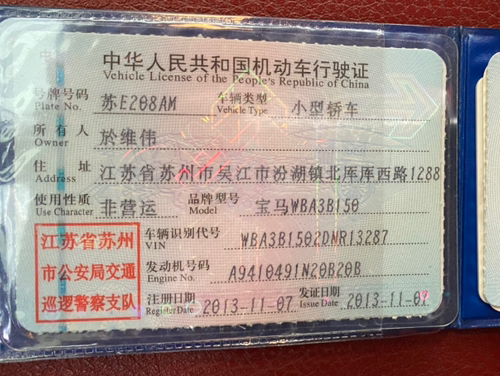 中华人民共和国机动车行驶证
Vehicle License of the People's Republic of China
号牌号码 苏E208AM 车辆类型 小型轿车
Plate No. Vehicle Type
所有人 於维伟
Owner
住址 江苏省苏州市吴江市汾湖镇北厍厍西路1288
Address
使用性质 非营运 品牌型号 宝马WBA3B150
Use Character Model
江苏省苏州
市公安局交通
巡逻警察支队
车辆识别代号 WBA3B1502DNR13287
VIN
发动机号码 A9410491N20B20B
Engine No.
注册日期 2013-11-07 发证日期 2013-11-07
Register Date Issue Date